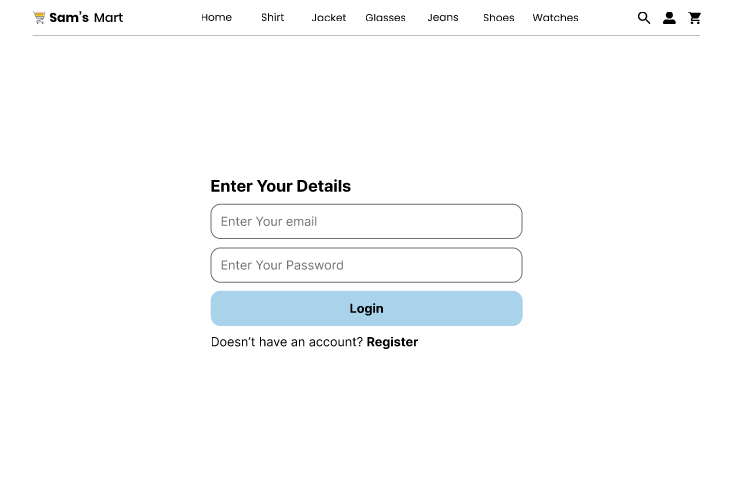 Sam's Mart Home Shirt Jacket Glasses Jeans Shoes Watches
Enter Your Details
Enter Your email
Enter Your Password
Login
Doesn't have an account? Register